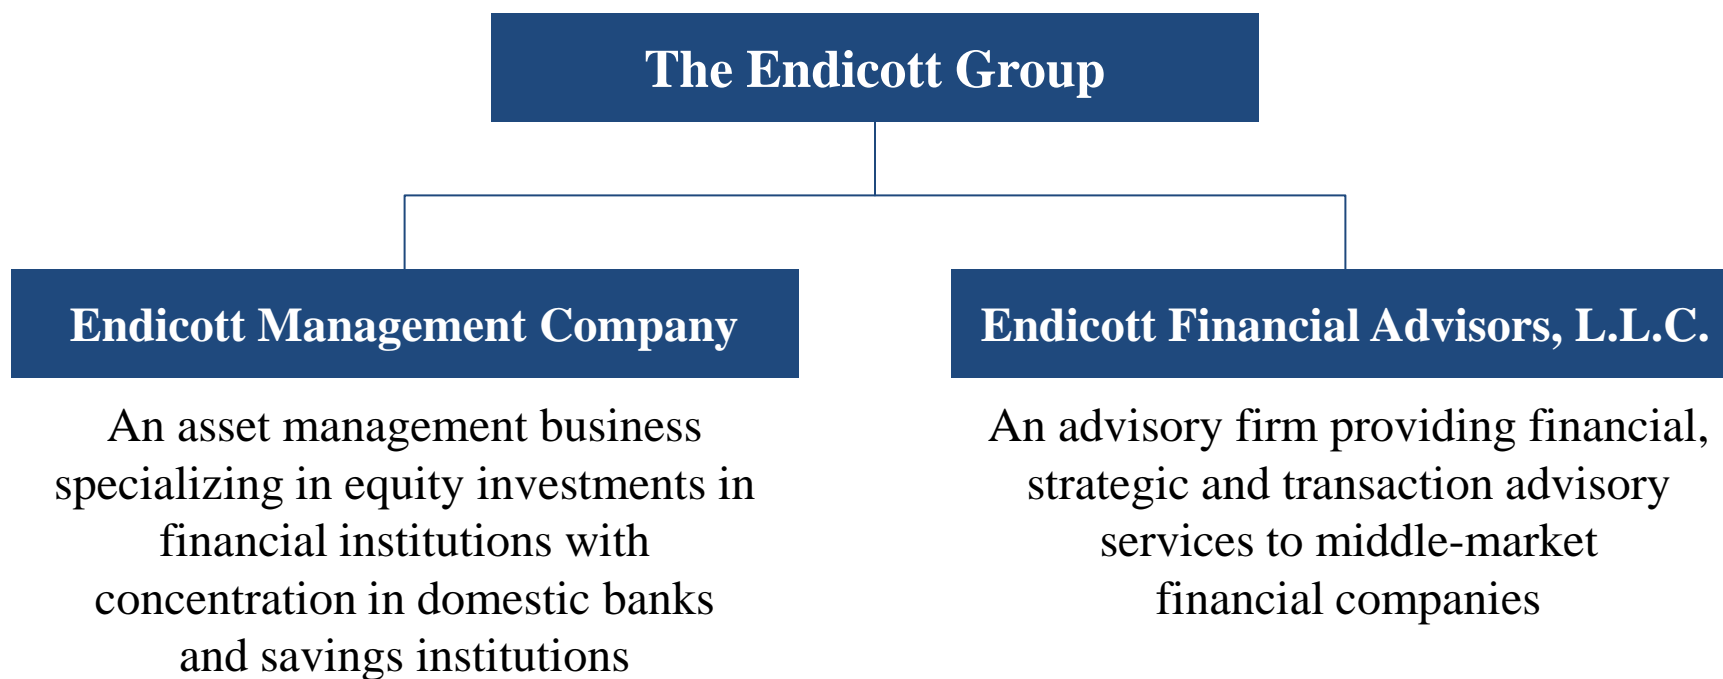 The Endicott Group
Endicott Management Company
An asset management business
specializing in equity investments in
financial institutions with
concentration in domestic banks
and savings institutions
Endicott Financial Advisors, L.L.C.
An advisory firm providing financial,
strategic and transaction advisory
services to middle-market
financial companies